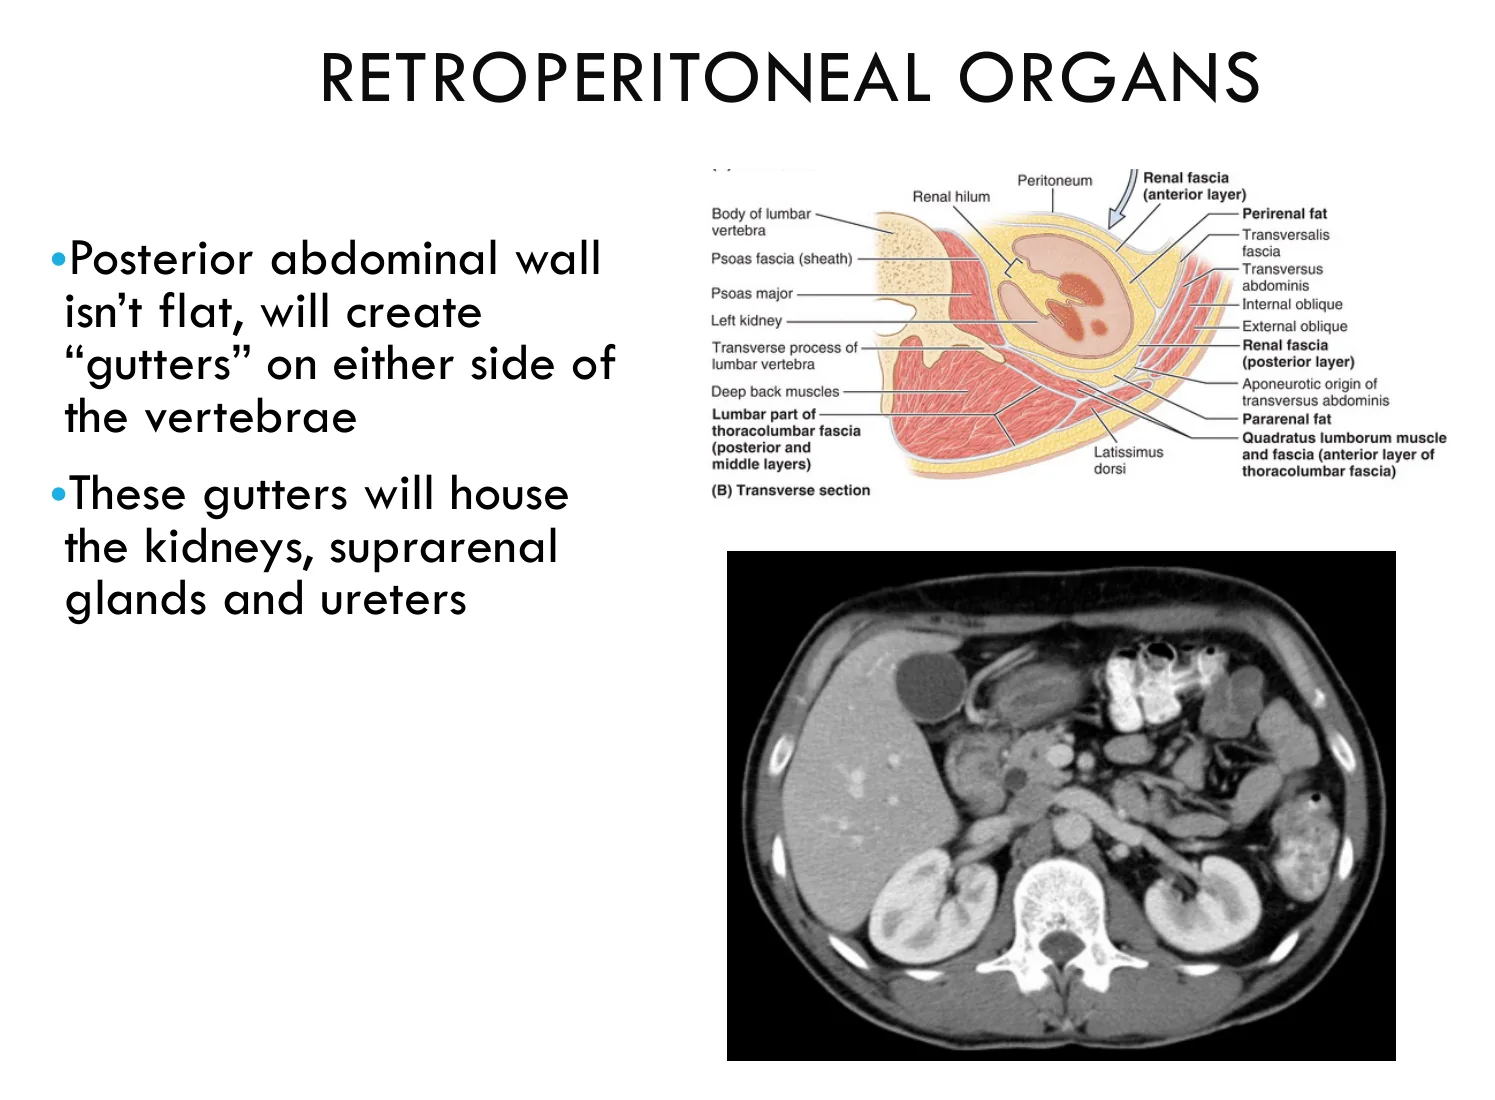 RETROPERITONEAL ORGANS
•Posterior abdominal wall
isn’t flat, will create
“gutters” on either side of
the vertebrae
•These gutters will house
the kidneys, suprarenal
glands and ureters
Peritoneum
Renal hilum
Renal fascia
(anterior layer)
Body of lumbar
vertebra
Psoas fascia (sheath)
Psoas major
Left kidney
Transverse process of
lumbar vertebra
Deep back muscles
Lumbar part of
thoracolumbar fascia
(posterior and
middle layers)
Perirenal fat
Transversalis
fascia
Transversus
abdominis
Internal oblique
External oblique
Renal fascia
(posterior layer)
Aponeurotic origin of
transversus abdominis
Pararenal fat
Quadratus lumborum muscle
and fascia (anterior layer of
thoracolumbar fascia)
Latissimus
dorsi
(B) Transverse section